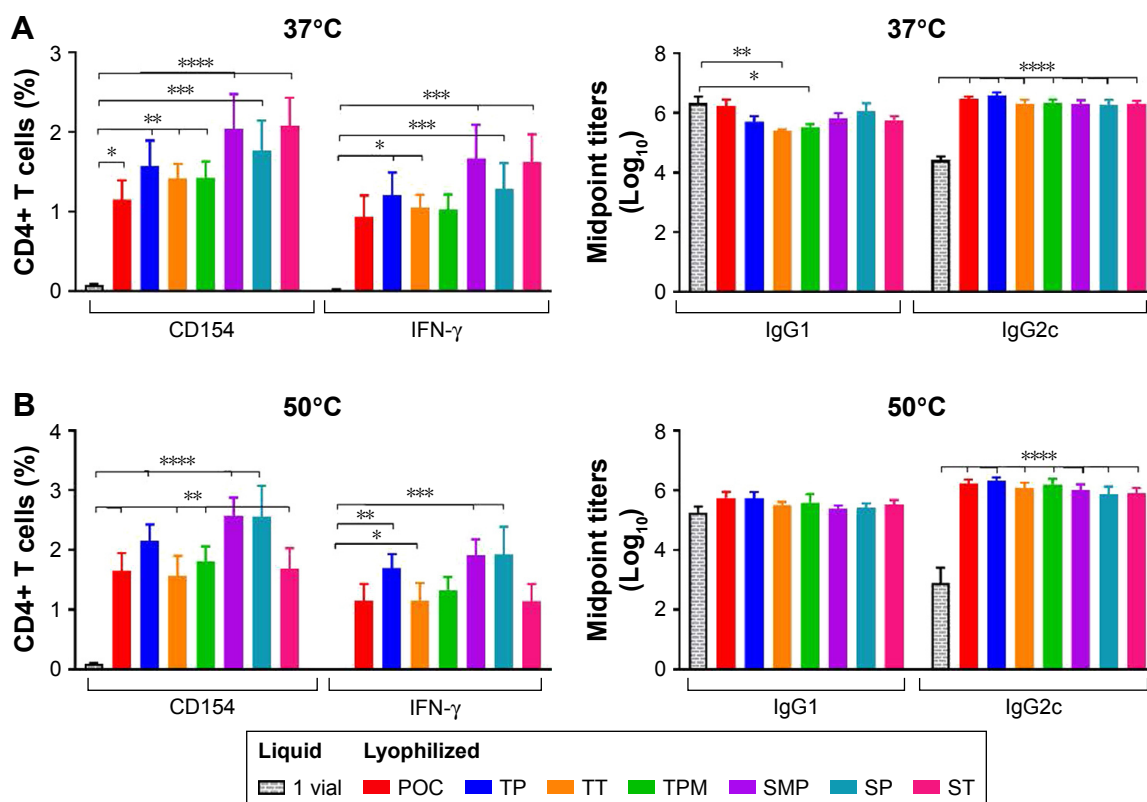 A
37°C
CD4+ T cells (%)
3
2
1
0
****
***
**
*
***
***
*
CD154
IFN-γ
37°C
Midpoint titers
(Log₁₀)
8
6
4
2
0
**
*
****
IgG1
IgG2c
B
50°C
CD4+ T cells (%)
4
3
2
1
0
****
**
***
**
*
CD154
IFN-γ
50°C
Midpoint titers
(Log₁₀)
8
6
4
2
0
****
IgG1
IgG2c
Liquid Lyophilized
1 vial POC TP TT TPM SMP SP ST